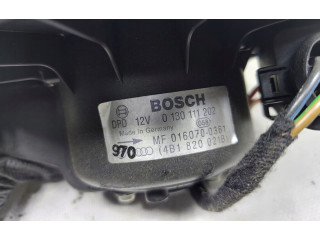 BOSCH
DPD 12V 0 130 111 202
Made in Germany
MF 016070-0381
970
(4B1 820 021B)